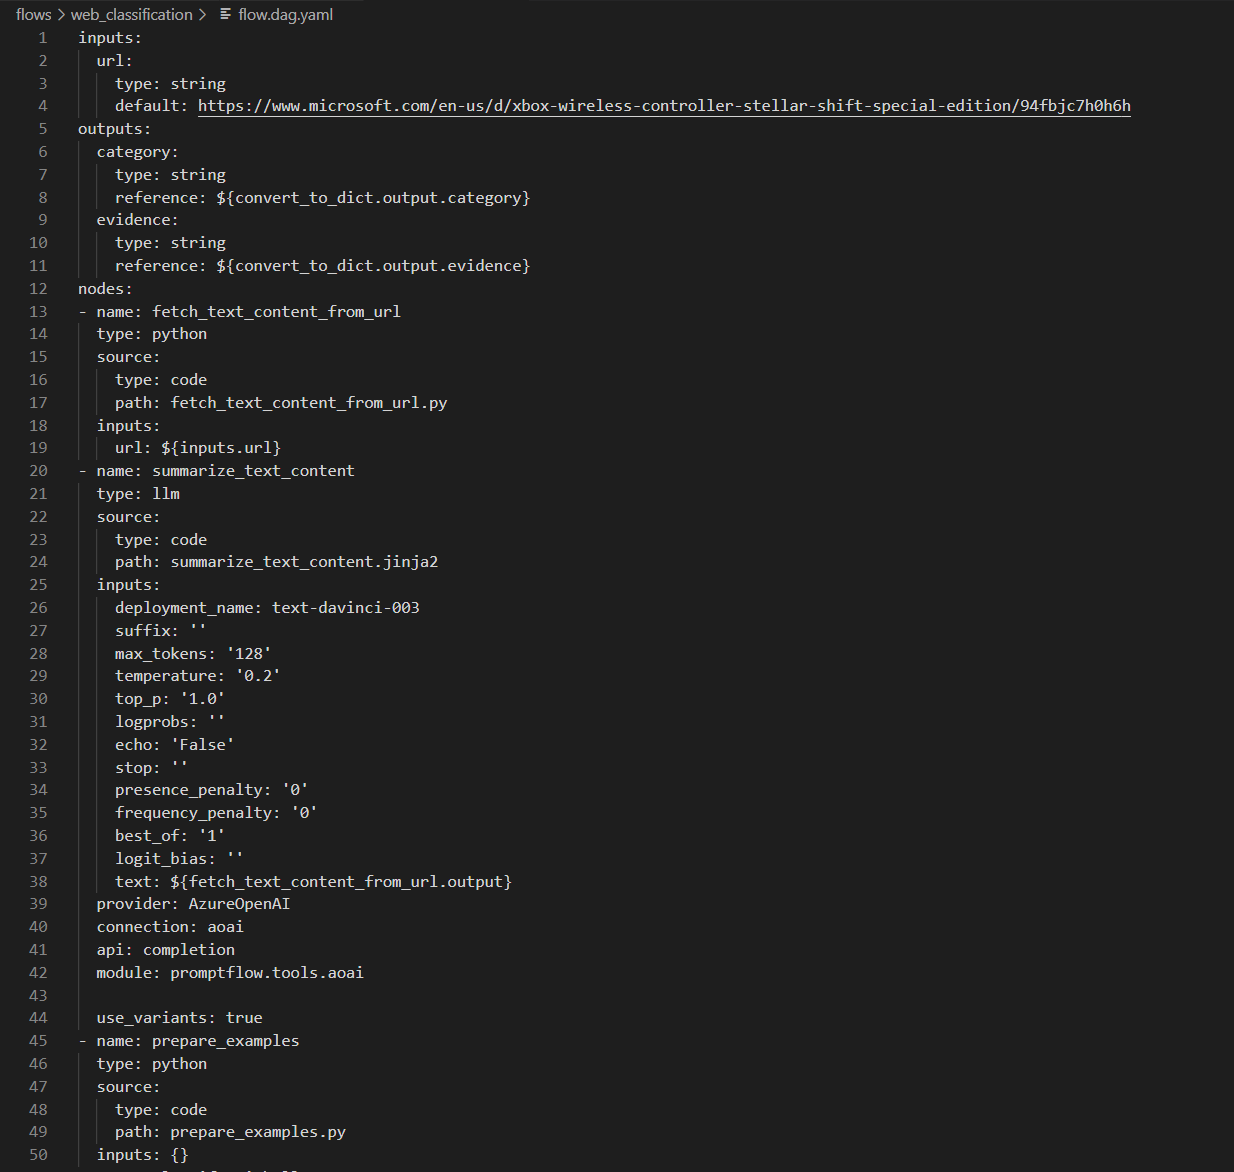 flows > web_classification > flow.dag.yaml
1 inputs:
2 url:
3 type: string
4 default: https://www.microsoft.com/en-us/d/xbox-wireless-controller-stellar-shift-special-edition/94fbjc7h0h6h
5 outputs:
6 category:
7 type: string
8 reference: ${convert_to_dict.output.category}
9 evidence:
10 type: string
11 reference: ${convert_to_dict.output.evidence}
12 nodes:
13 - name: fetch_text_content_from_url
14 type: python
15 source:
16 type: code
17 path: fetch_text_content_from_url.py
18 inputs:
19 url: ${inputs.url}
20 - name: summarize_text_content
21 type: llm
22 source:
23 type: code
24 path: summarize_text_content.jinja2
25 inputs:
26 deployment_name: text-davinci-003
27 suffix: ''
28 max_tokens: '128'
29 temperature: '0.2'
30 top_p: '1.0'
31 logprobs: ''
32 echo: 'False'
33 stop: ''
34 presence_penalty: '0'
35 frequency_penalty: '0'
36 best_of: '1'
37 logit_bias: ''
38 text: ${fetch_text_content_from_url.output}
39 provider: AzureOpenAI
40 connection: aoai
41 api: completion
42 module: promptflow.tools.aoai
43
44 use_variants: true
45 - name: prepare_examples
46 type: python
47 source:
48 type: code
49 path: prepare_examples.py
50 inputs: {}